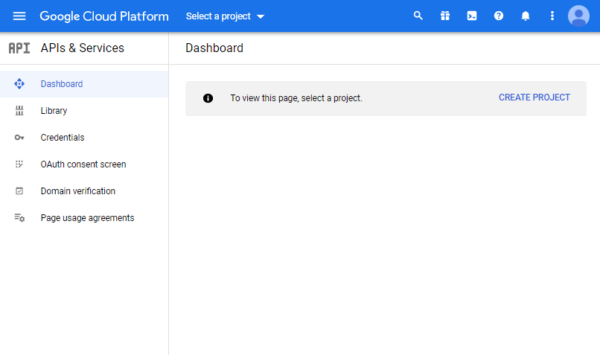 Google Cloud Platform
Select a project
API
APIs & Services
Dashboard
Library
Credentials
OAuth consent screen
Domain verification
Page usage agreements
Dashboard
To view this page, select a project.
CREATE PROJECT